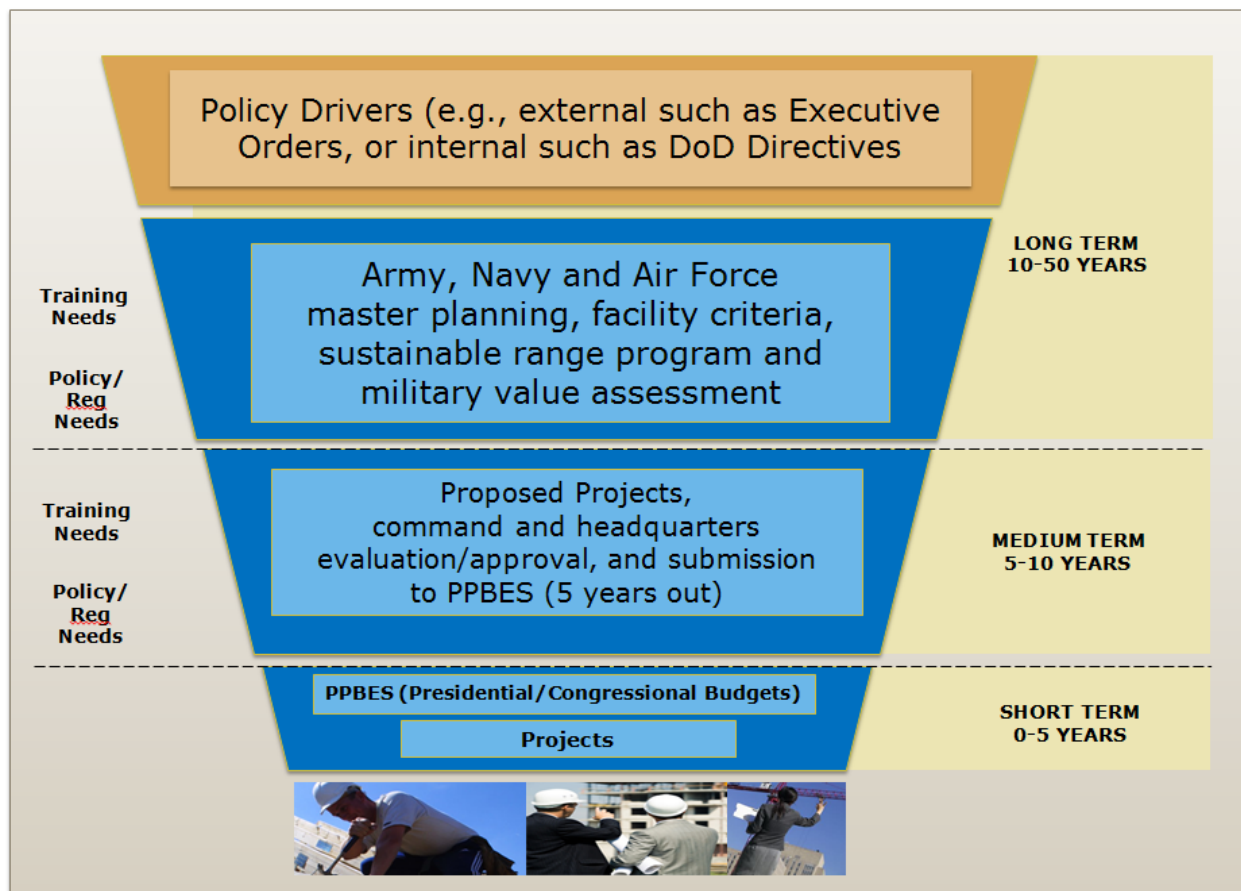 Policy Drivers (e.g., external such as Executive
Orders, or internal such as DoD Directives
LONG TERM
10-50 YEARS
Training
Needs
Policy/
Reg
Needs
Army, Navy and Air Force
master planning, facility criteria,
sustainable range program and
military value assessment
Training
Needs
Policy/
Reg
Needs
Proposed Projects,
command and headquarters
evaluation/approval, and submission
to PPBES (5 years out)
MEDIUM TERM
5-10 YEARS
PPBES (Presidential/Congressional Budgets)
Projects
SHORT TERM
0-5 YEARS